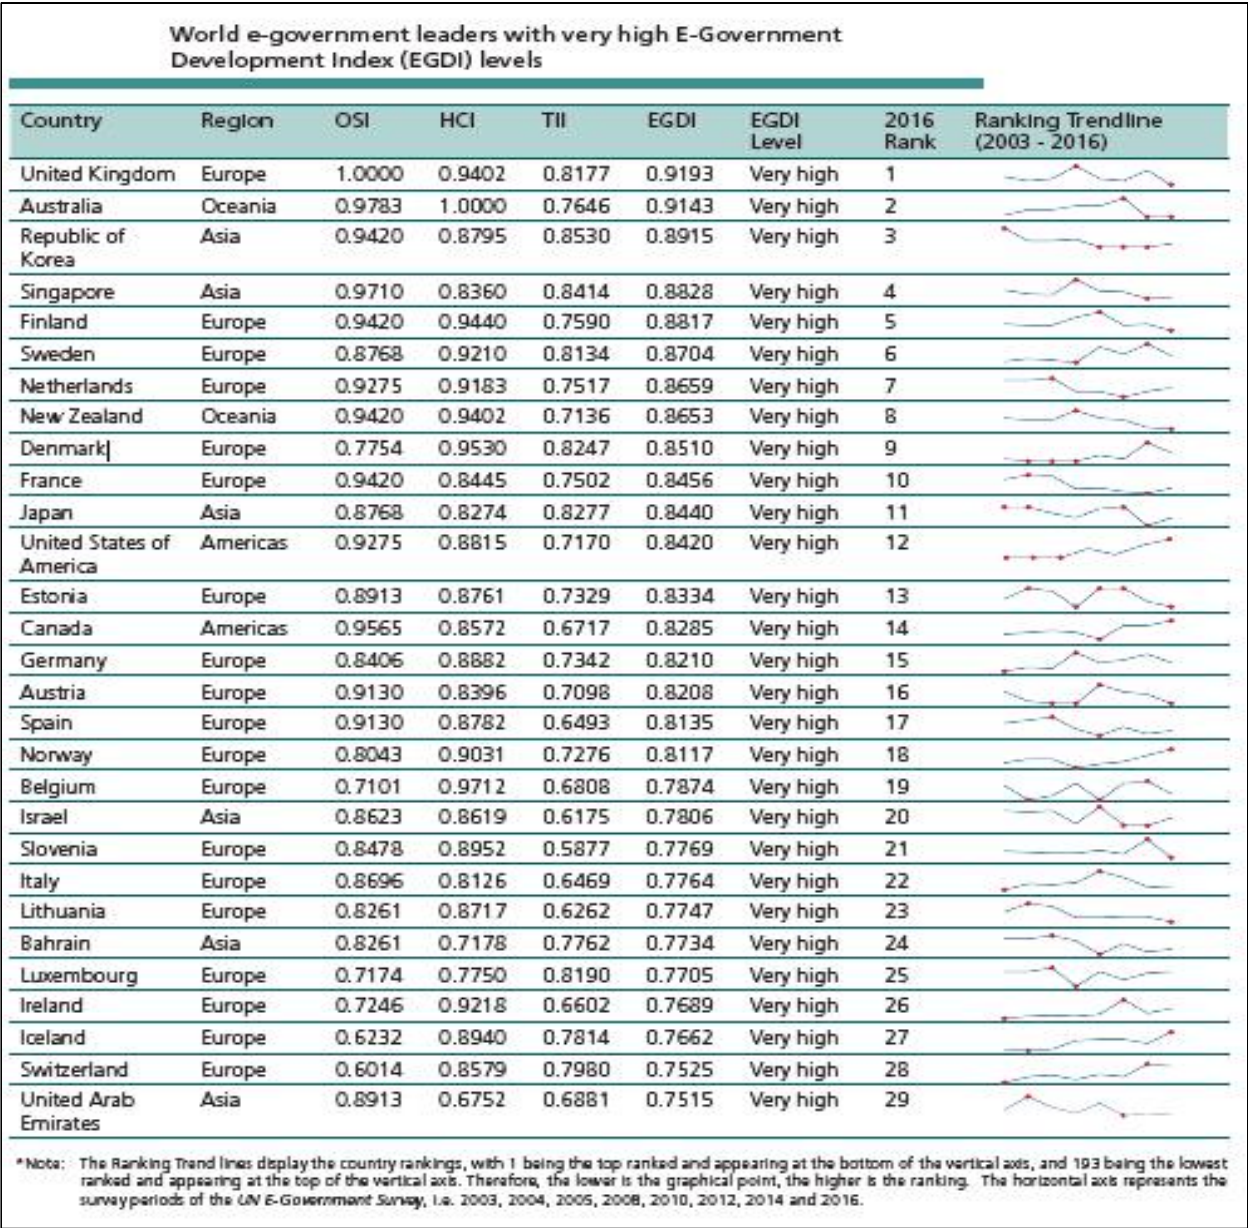 World e-government leaders with very high E-Government
Development Index (EGDI) levels
Country Region OSI HCI TII EGDI EGDI Level 2016 Rank Ranking Trendline (2003 - 2016)
United Kingdom Europe 1.0000 0.9402 0.8177 0.9193 Very high 1
Australia Oceania 0.9783 1.0000 0.7646 0.9143 Very high 2
Republic of Korea Asia 0.9420 0.8795 0.8530 0.8915 Very high 3
Singapore Asia 0.9710 0.8360 0.8414 0.8828 Very high 4
Finland Europe 0.9420 0.9440 0.7590 0.8817 Very high 5
Sweden Europe 0.8768 0.9210 0.8134 0.8704 Very high 6
Netherlands Europe 0.9275 0.9183 0.7517 0.8659 Very high 7
New Zealand Oceania 0.9420 0.9402 0.7136 0.8653 Very high 8
Denmark Europe 0.7754 0.9530 0.8247 0.8510 Very high 9
France Europe 0.9420 0.8445 0.7502 0.8456 Very high 10
Japan Asia 0.8768 0.8274 0.8277 0.8440 Very high 11
United States of America Americas 0.9275 0.8815 0.7170 0.8420 Very high 12
Estonia Europe 0.8913 0.8761 0.7329 0.8334 Very high 13
Canada Americas 0.9565 0.8572 0.6717 0.8285 Very high 14
Germany Europe 0.8406 0.8882 0.7342 0.8210 Very high 15
Austria Europe 0.9130 0.8396 0.7098 0.8208 Very high 16
Spain Europe 0.9130 0.8782 0.6493 0.8135 Very high 17
Norway Europe 0.8043 0.9031 0.7276 0.8117 Very high 18
Belgium Europe 0.7101 0.9712 0.6808 0.7874 Very high 19
Israel Asia 0.8623 0.8619 0.6175 0.7806 Very high 20
Slovenia Europe 0.8478 0.8952 0.5877 0.7769 Very high 21
Italy Europe 0.8696 0.8126 0.6469 0.7764 Very high 22
Lithuania Europe 0.8261 0.8717 0.6262 0.7747 Very high 23
Bahrain Asia 0.8261 0.7178 0.7762 0.7734 Very high 24
Luxembourg Europe 0.7174 0.7750 0.8190 0.7705 Very high 25
Ireland Europe 0.7246 0.9218 0.6602 0.7689 Very high 26
Iceland Europe 0.6232 0.8940 0.7814 0.7662 Very high 27
Switzerland Europe 0.6014 0.8579 0.7980 0.7525 Very high 28
United Arab Emirates Asia 0.8913 0.6752 0.6881 0.7515 Very high 29
*Note: The Ranking Trend lines display the country rankings, with 1 being the top ranked and appearing at the bottom of the vertical axis, and 193 being the lowest
ranked and appearing at the top of the vertical axis. Therefore, the lower is the graphical point, the higher is the ranking. The horizontal axis represents the
survey periods of the UN E-Government Survey, i.e. 2003, 2004, 2005, 2008, 2010, 2012, 2014 and 2016.